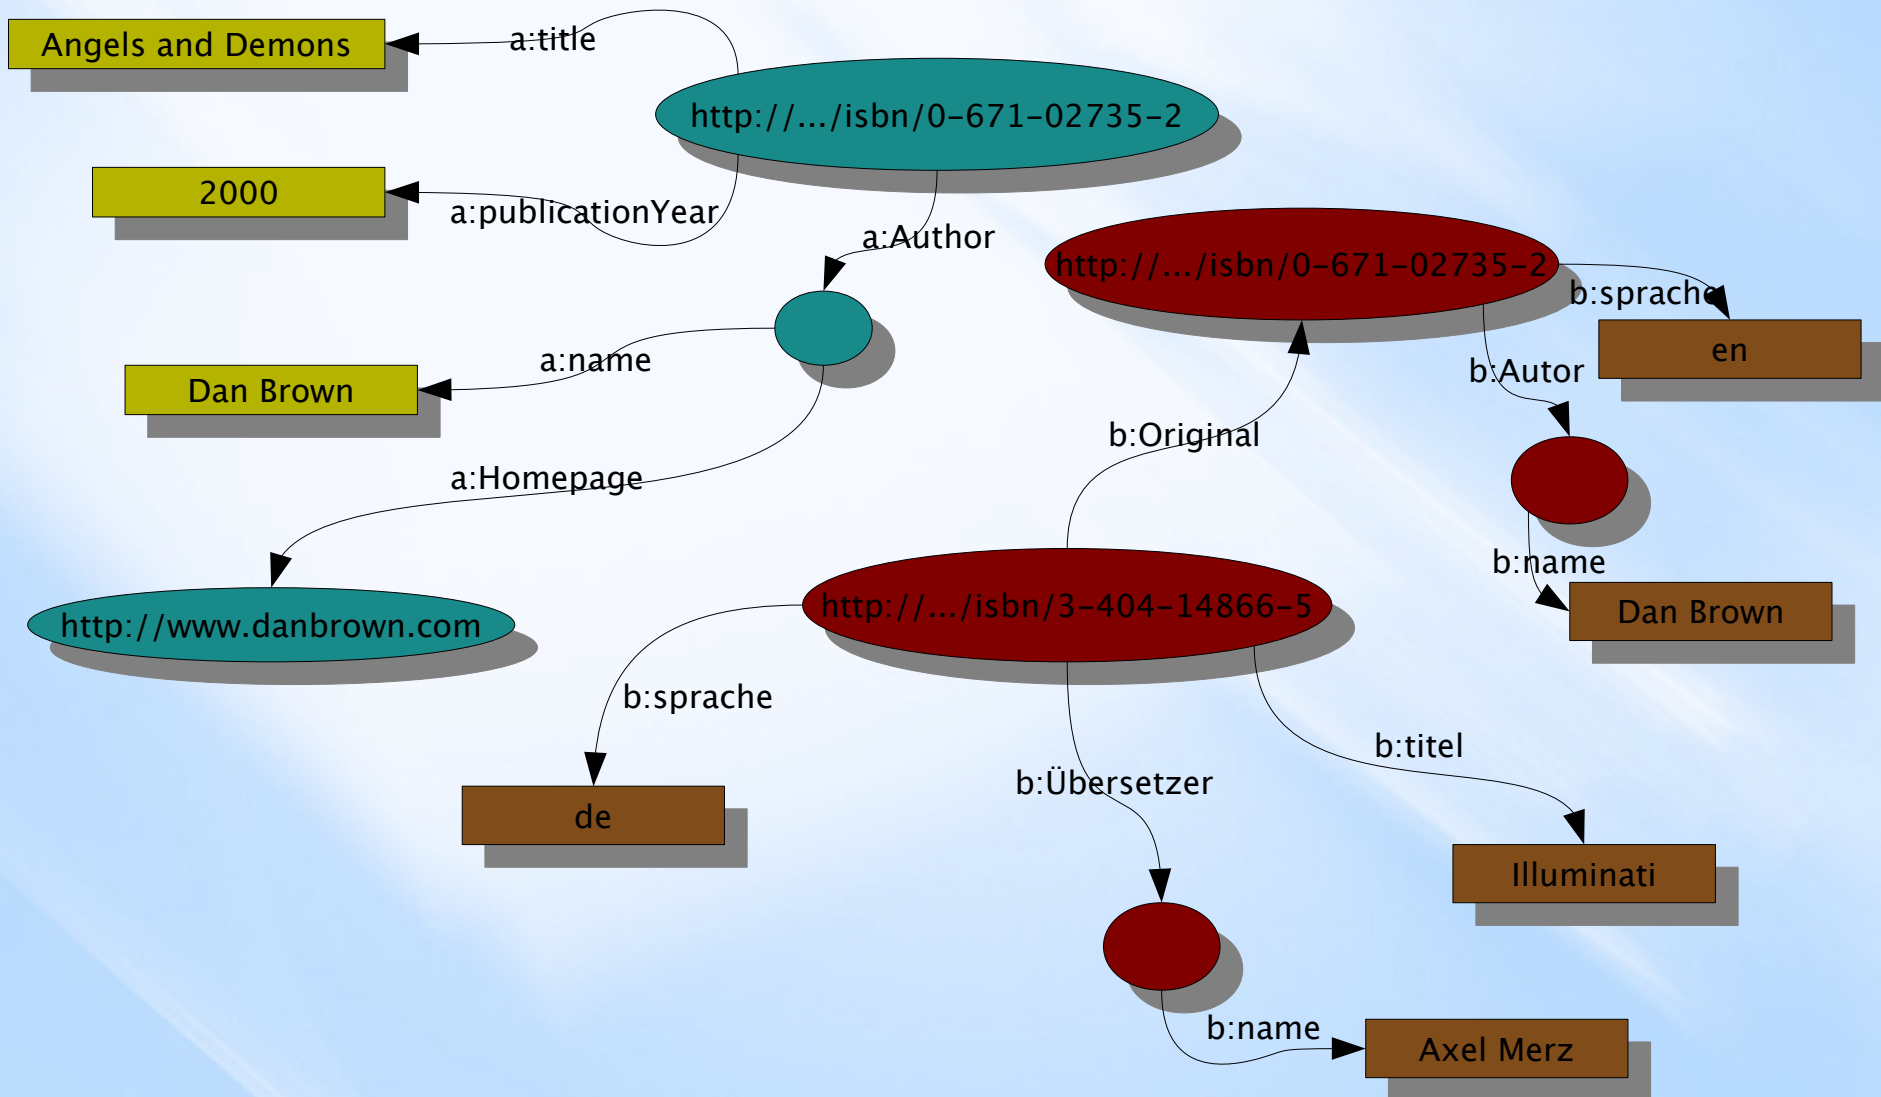 Angels and Demons
a:title
http://.../isbn/0-671-02735-2
2000
a:publicationYear
a:Author
http://.../isbn/0-671-02735-2
b:sprache
en
a:name
Dan Brown
b:Autor
b:Original
a:Homepage
b:name
http://www.danbrown.com
http://.../isbn/3-404-14866-5
Dan Brown
b:sprache
b:titel
b:Übersetzer
de
Illuminati
b:name
Axel Merz